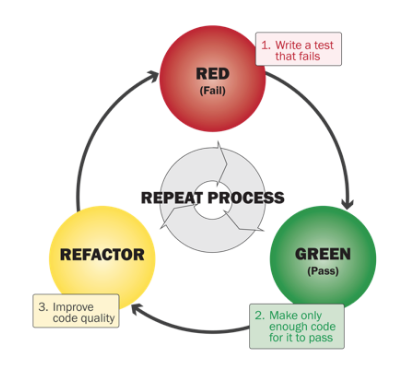 RED
(Fail)
1. Write a test
that fails
REPEAT PROCESS
GREEN
(Pass)
2. Make only
enough code
for it to pass
REFACTOR
3. Improve
code quality